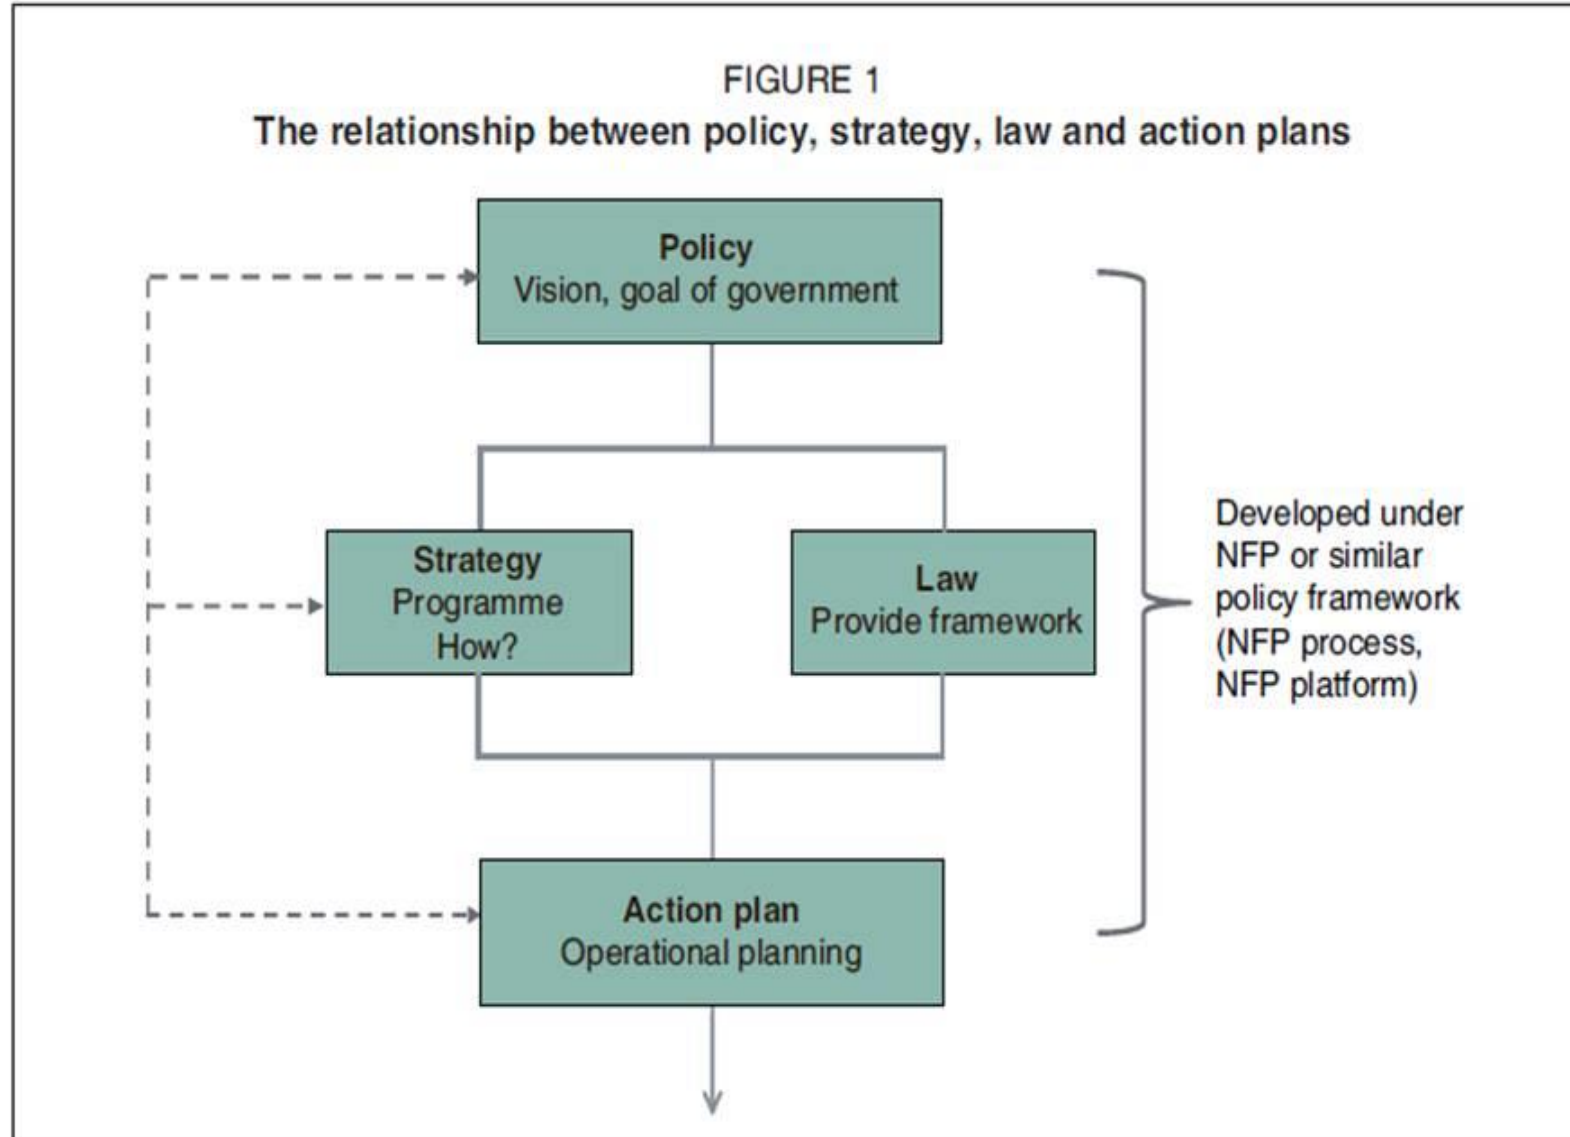 FIGURE 1
The relationship between policy, strategy, law and action plans
Policy
Vision, goal of government
Strategy
Programme
How?
Law
Provide framework
Developed under
NFP or similar
policy framework
(NFP process,
NFP platform)
Action plan
Operational planning